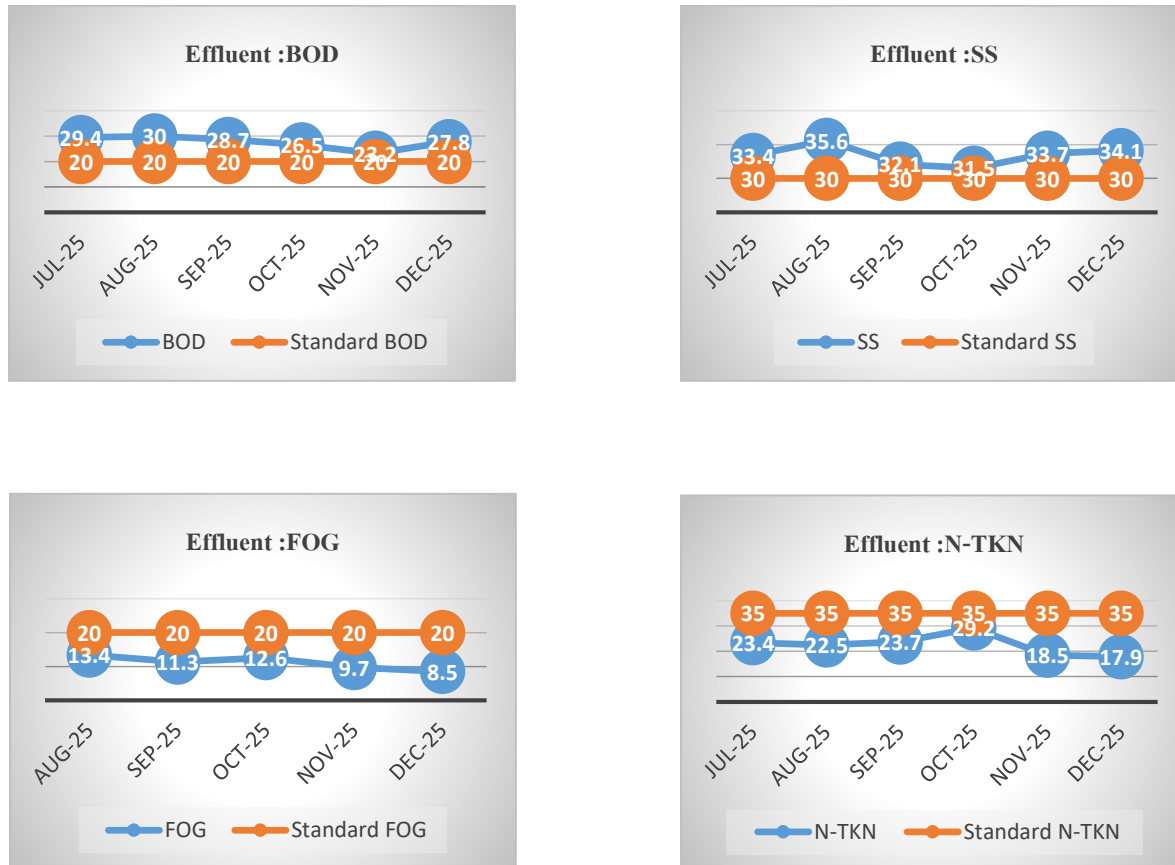 Effluent :BOD
29.4 30 28.7 26.5 23.2 27.8
20 20 20 20 20 20
JUL-25 AUG-25 SEP-25 OCT-25 NOV-25 DEC-25
BOD Standard BOD
Effluent :SS
33.4 35.6 32.1 31.5 33.7 34.1
30 30 30 30 30 30
JUL-25 AUG-25 SEP-25 OCT-25 NOV-25 DEC-25
SS Standard SS
Effluent :FOG
20 20 20 20 20
13.4 11.3 12.6 9.7 8.5
AUG-25 SEP-25 OCT-25 NOV-25 DEC-25
FOG Standard FOG
Effluent :N-TKN
35 35 35 35 35 35
23.4 22.5 23.7 29.2 18.5 17.9
JUL-25 AUG-25 SEP-25 OCT-25 NOV-25 DEC-25
N-TKN Standard N-TKN